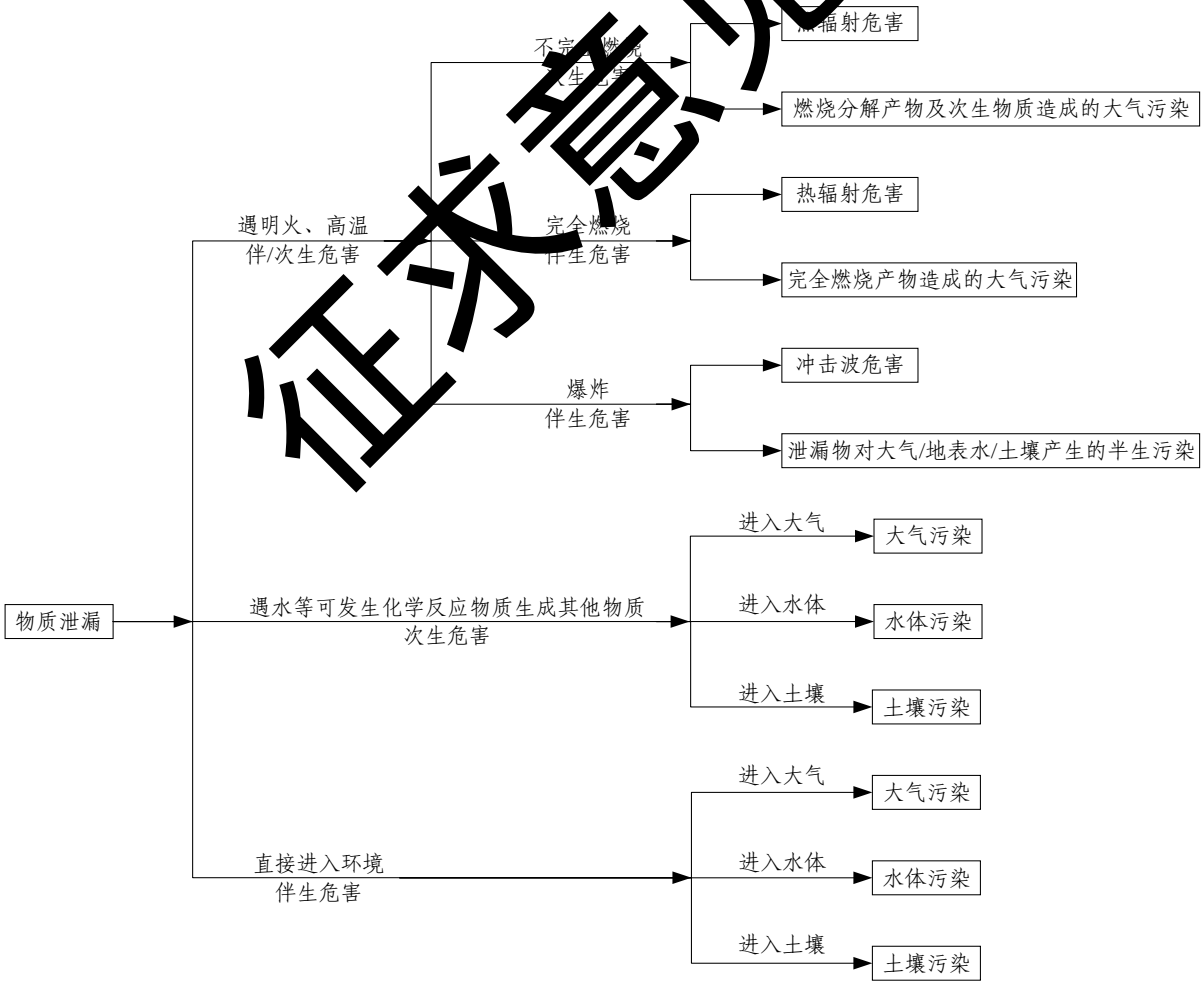 征求意见
不完全燃烧
次生危害
热辐射危害
燃烧分解产物及次生物质造成的大气污染
遇明火、高温
伴/次生危害
完全燃烧
伴生危害
热辐射危害
完全燃烧产物造成的大气污染
爆炸
伴生危害
冲击波危害
泄漏物对大气/地表水/土壤产生的半生污染
物质泄漏
遇水等可发生化学反应物质生成其他物质
次生危害
进入大气
大气污染
进入水体
水体污染
进入土壤
土壤污染
直接进入环境
伴生危害
进入大气
大气污染
进入水体
水体污染
进入土壤
土壤污染